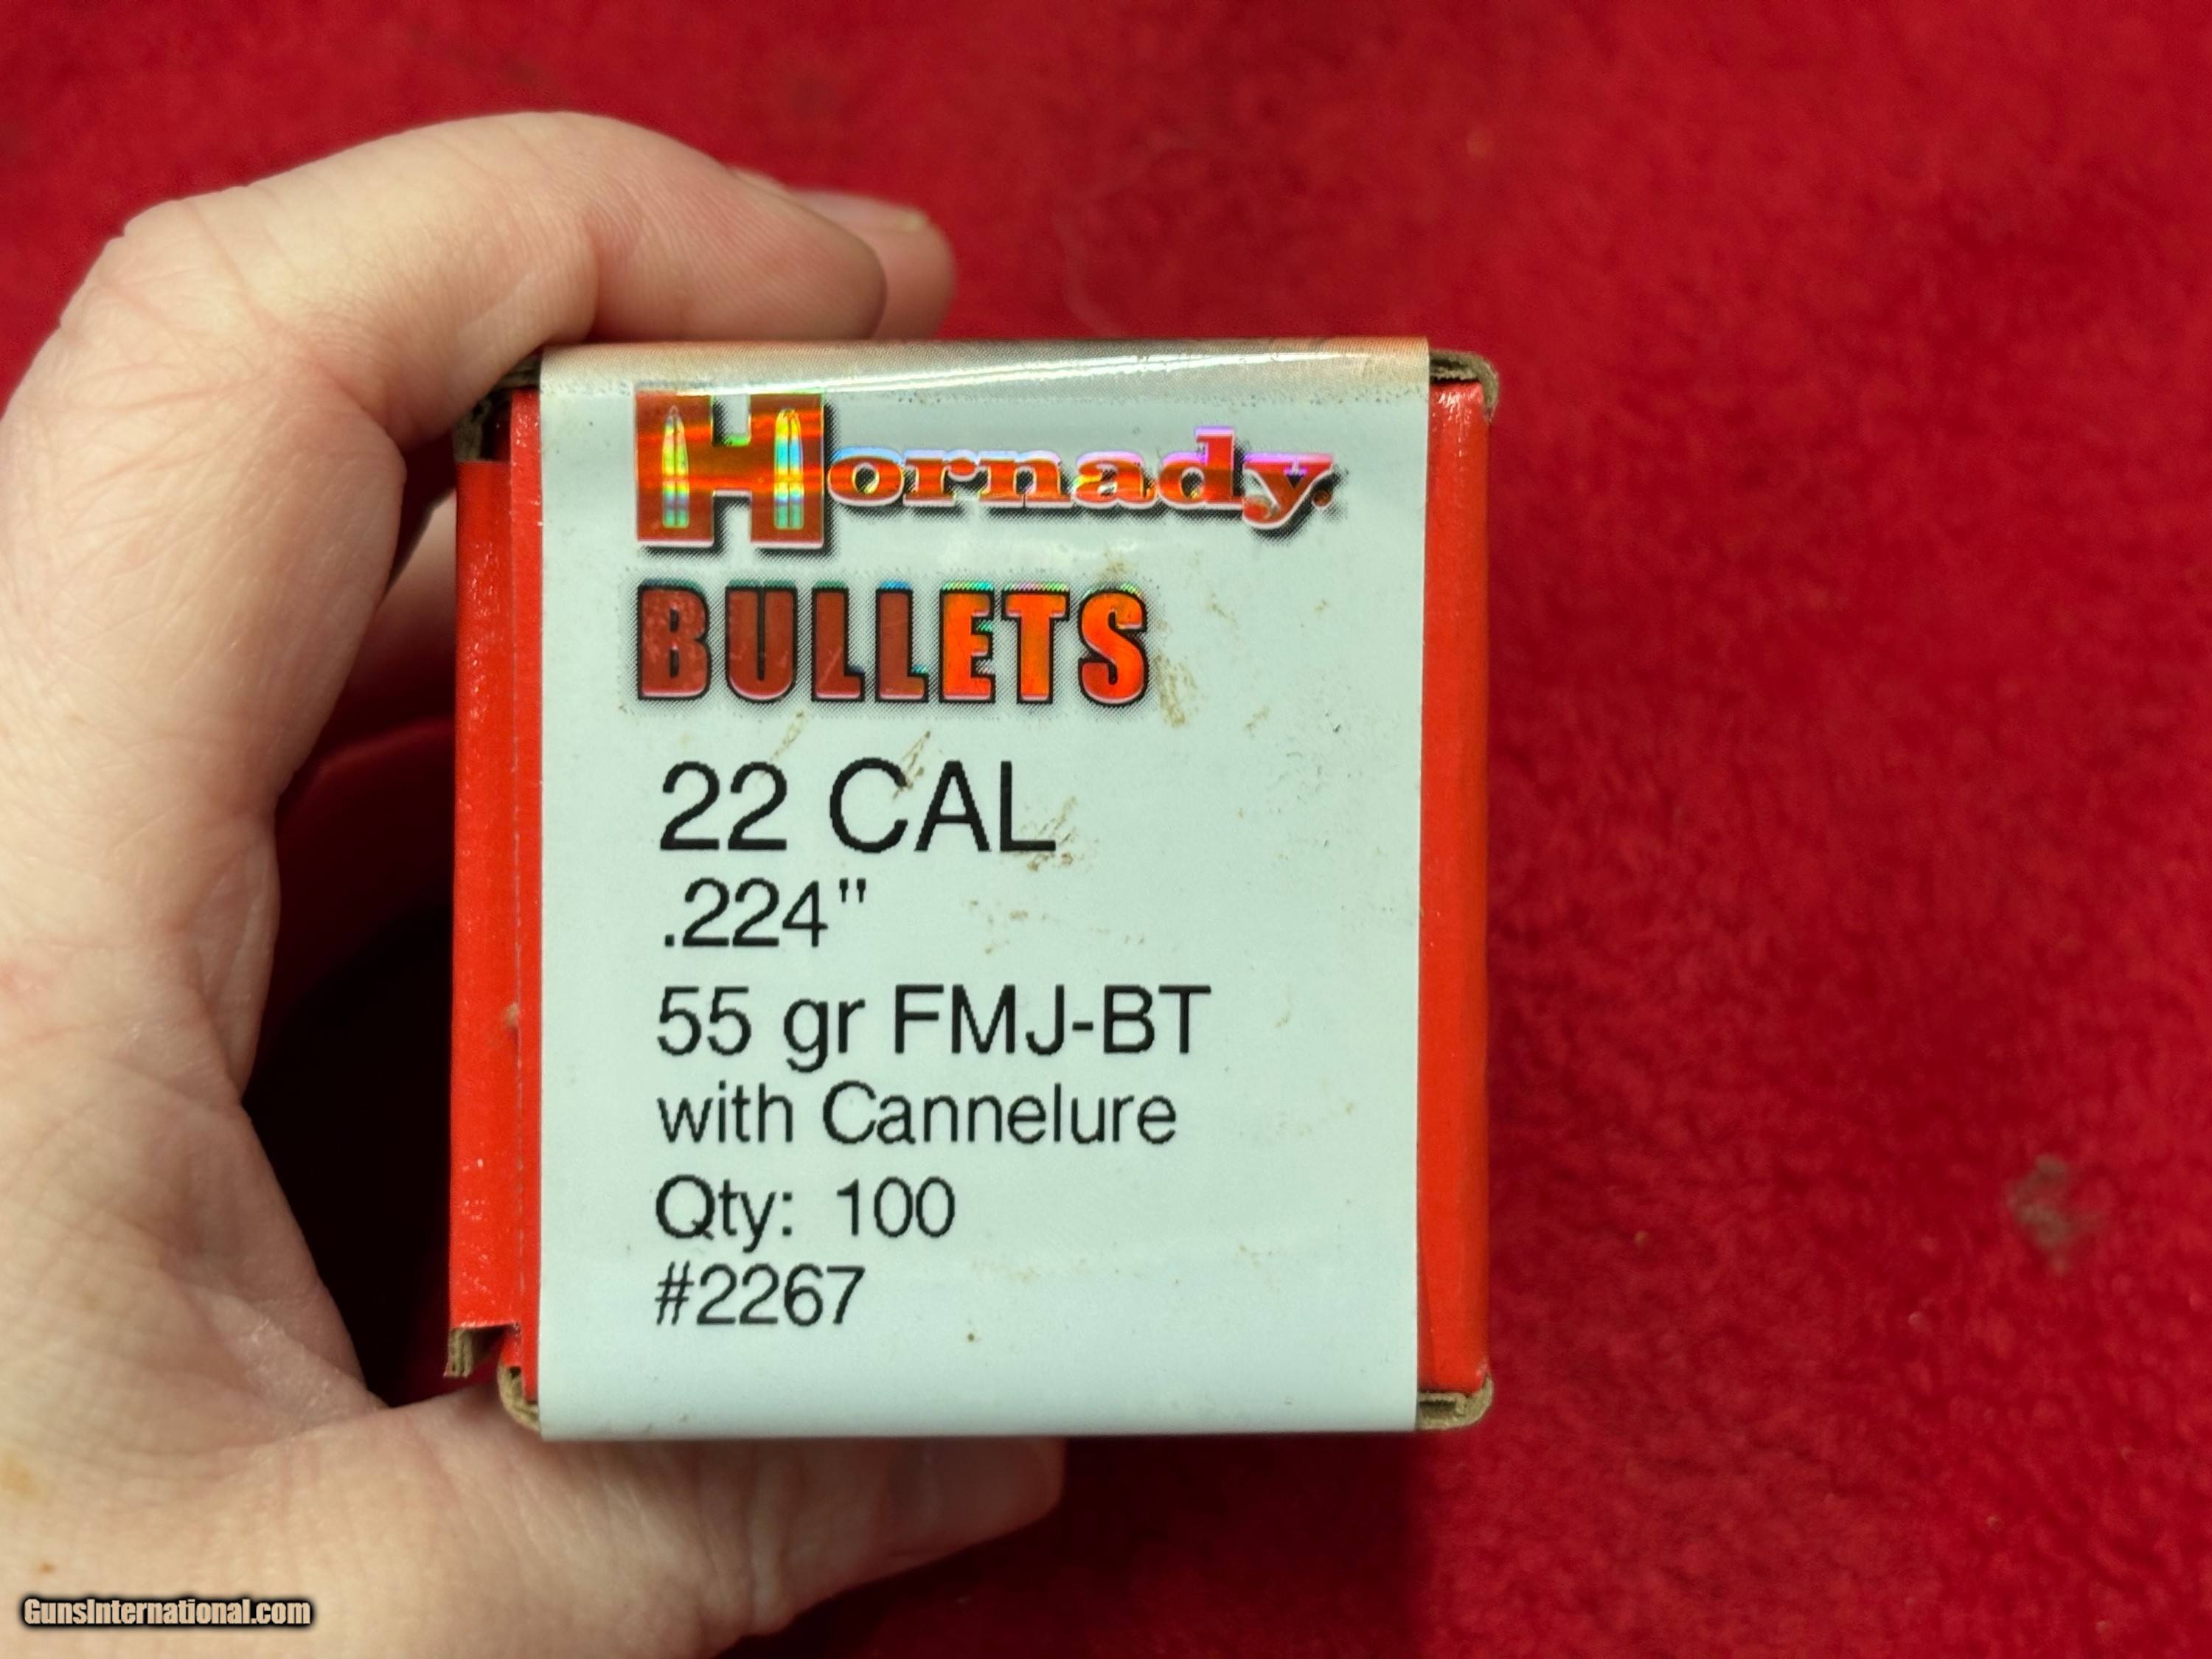 Hornady
BULLETS
22 CAL
.224"
55 gr FMJ-BT
with Cannelure
Qty: 100
#2267
GunsInternational.com